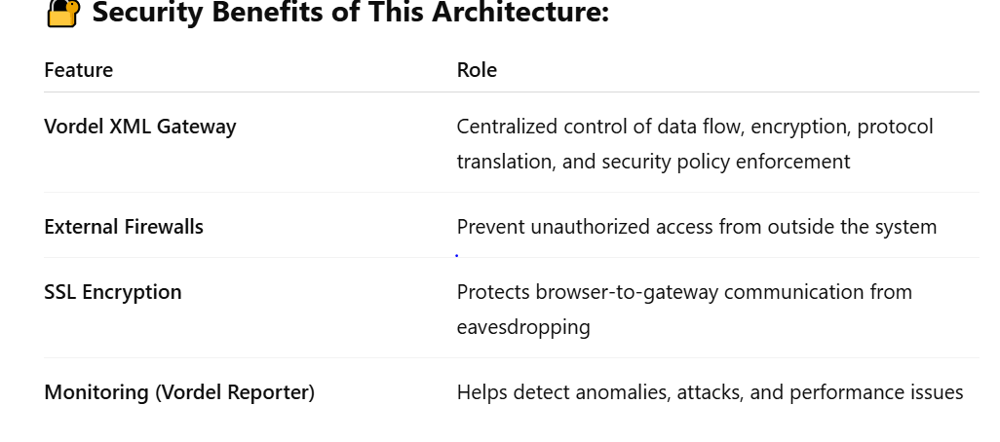 🔐 Security Benefits of This Architecture:
Feature Role
Vordel XML Gateway Centralized control of data flow, encryption, protocol
translation, and security policy enforcement
External Firewalls Prevent unauthorized access from outside the system
SSL Encryption Protects browser-to-gateway communication from
eavesdropping
Monitoring (Vordel Reporter) Helps detect anomalies, attacks, and performance issues